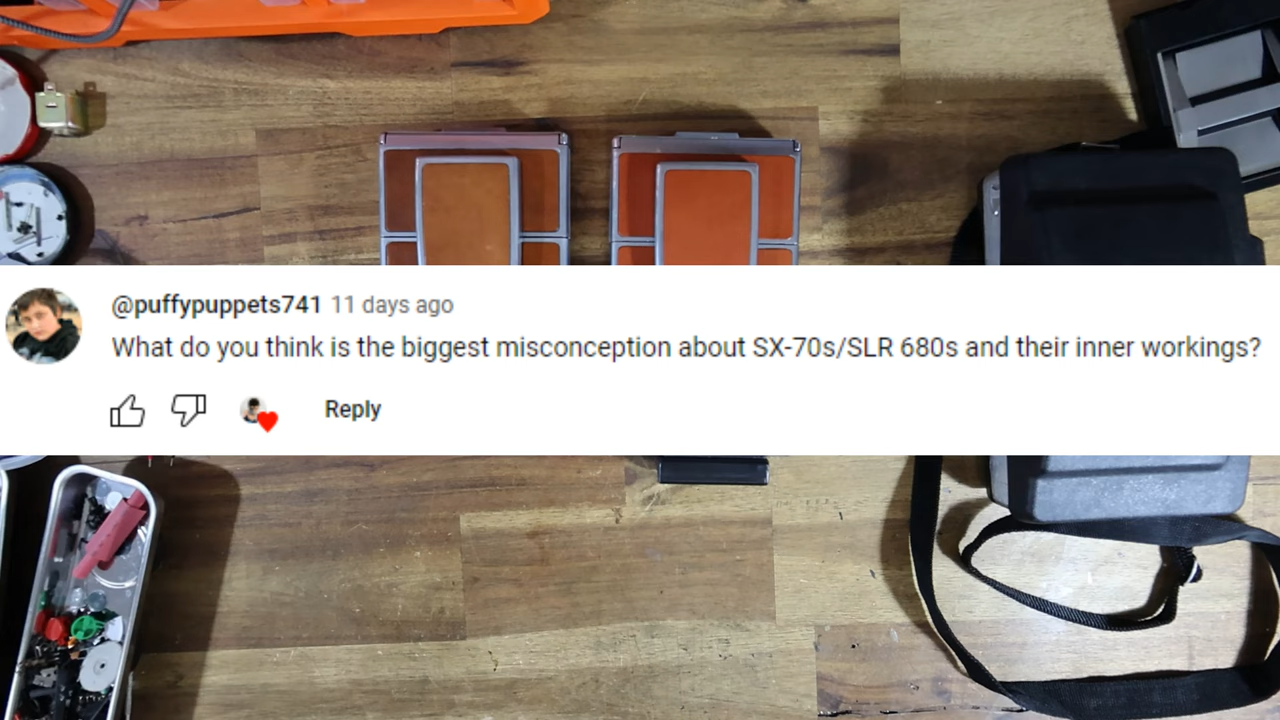 @puffypuppets741 11 days ago
What do you think is the biggest misconception about SX-70s/SLR 680s and their inner workings?
Reply